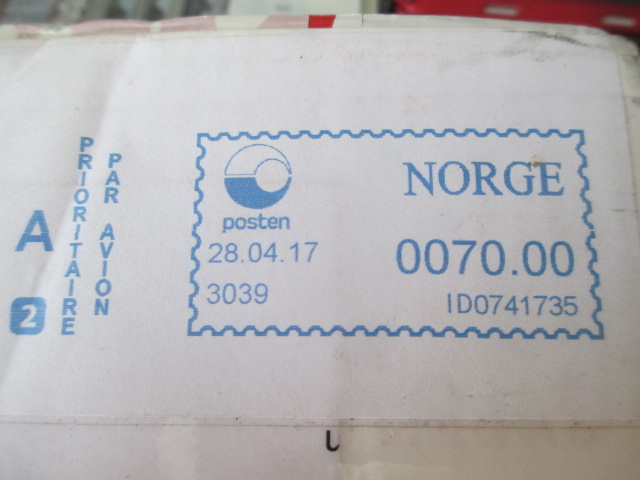 A
2
PRIORITAIRE
PAR AVION
posten
NORGE
28.04.17
0070.00
3039
ID0741735